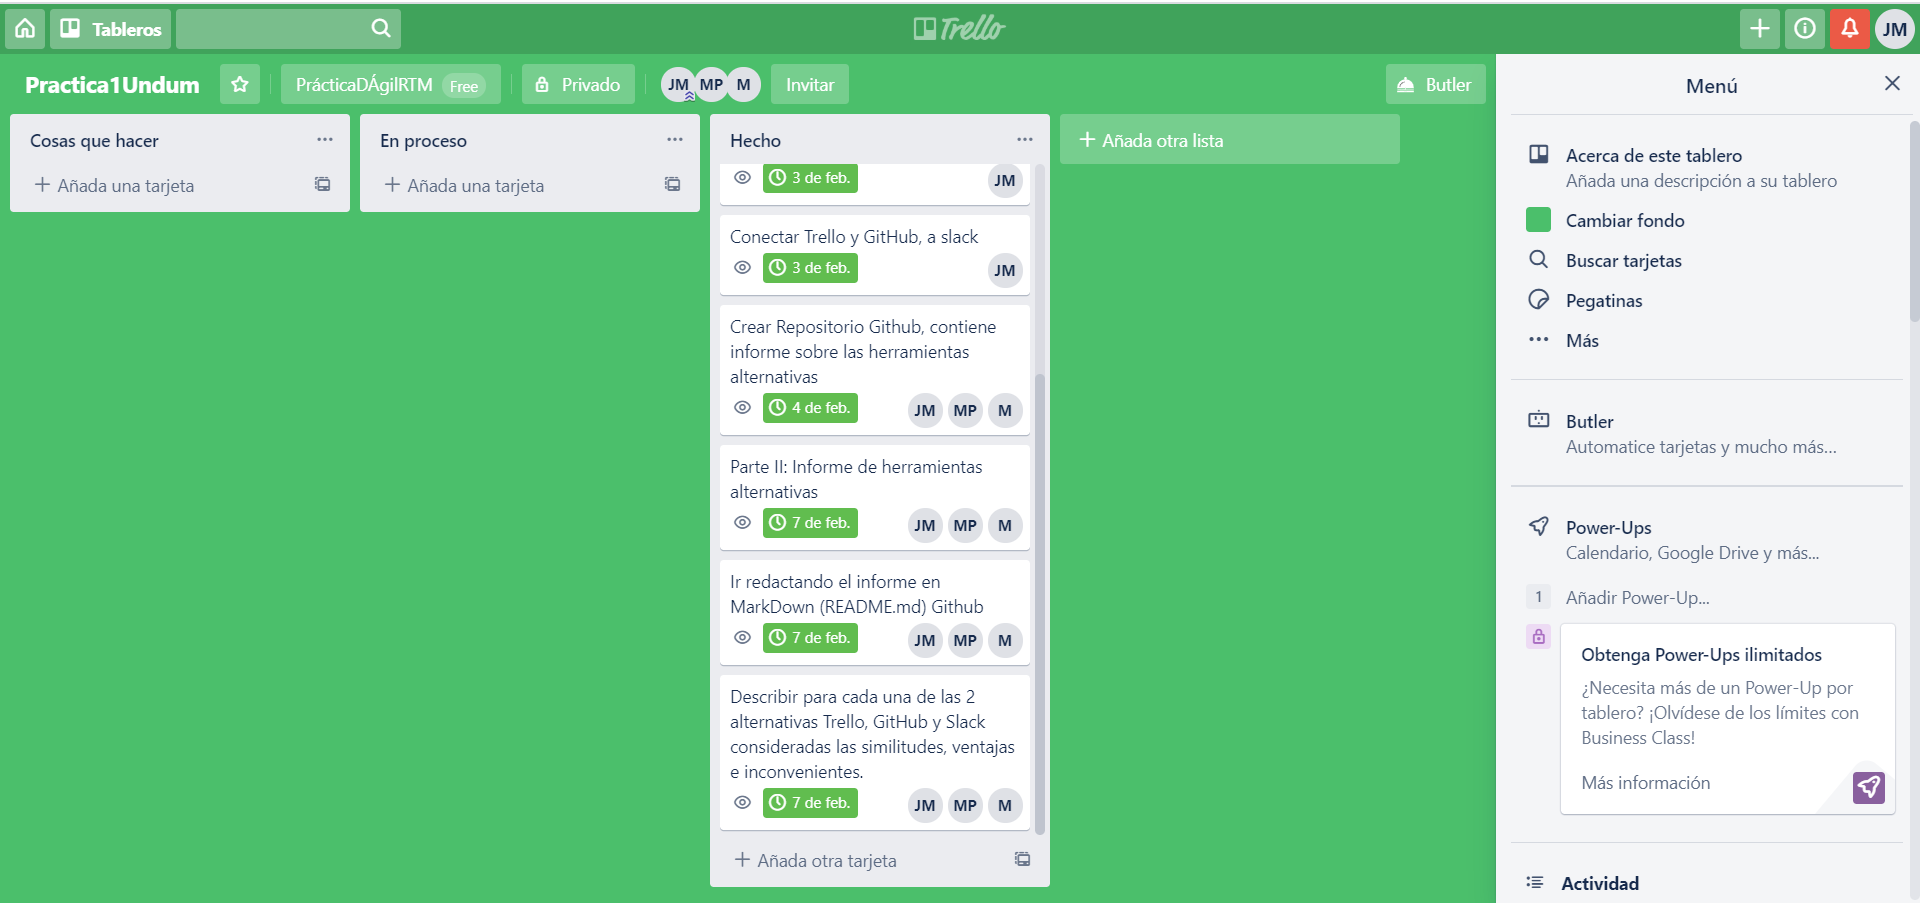 Tableros
Trello
JM
Practica1Undum
PrácticaDÁgilRTM Free
Privado
JM MP M
Invitar
Butler
Cosas que hacer
Añada una tarjeta
En proceso
Añada una tarjeta
Hecho
3 de feb.
JM
Conectar Trello y GitHub, a slack
3 de feb.
JM
Crear Repositorio Github, contiene
informe sobre las herramientas
alternativas
4 de feb.
JM MP M
Parte II: Informe de herramientas
alternativas
7 de feb.
JM MP M
Ir redactando el informe en
MarkDown (README.md) Github
7 de feb.
JM MP M
Describir para cada una de las 2
alternativas Trello, GitHub y Slack
consideradas las similitudes, ventajas
e inconvenientes.
7 de feb.
JM MP M
Añada otra tarjeta
Añada otra lista
Menú
Acerca de este tablero
Añada una descripción a su tablero
Cambiar fondo
Buscar tarjetas
Pegatinas
Más
Butler
Automatice tarjetas y mucho más...
Power-Ups
Calendario, Google Drive y más...
1 Añadir Power-Up...
Obtenga Power-Ups ilimitados
¿Necesita más de un Power-Up por
tablero? ¡Olvídese de los límites con
Business Class!
Más información
Actividad